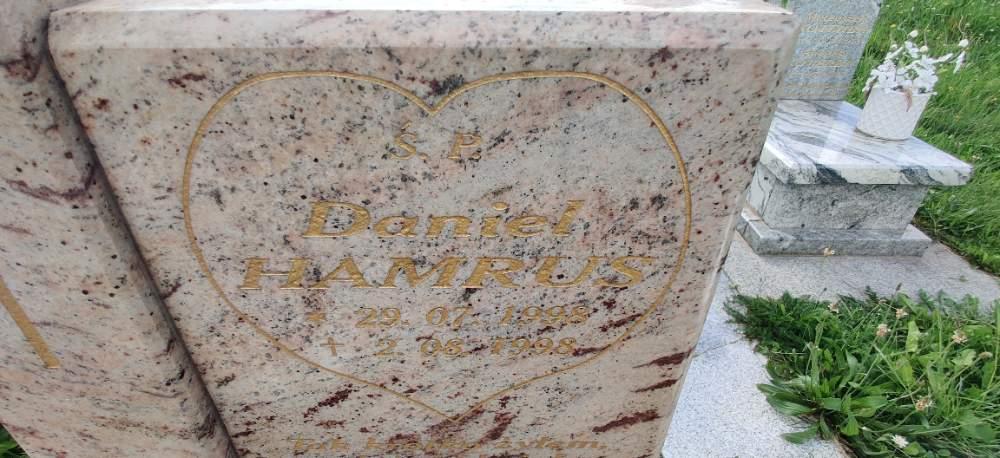 Ś. P.
Daniel
HAMRUS
* 29. 07. 1998
† 2. 08. 1998